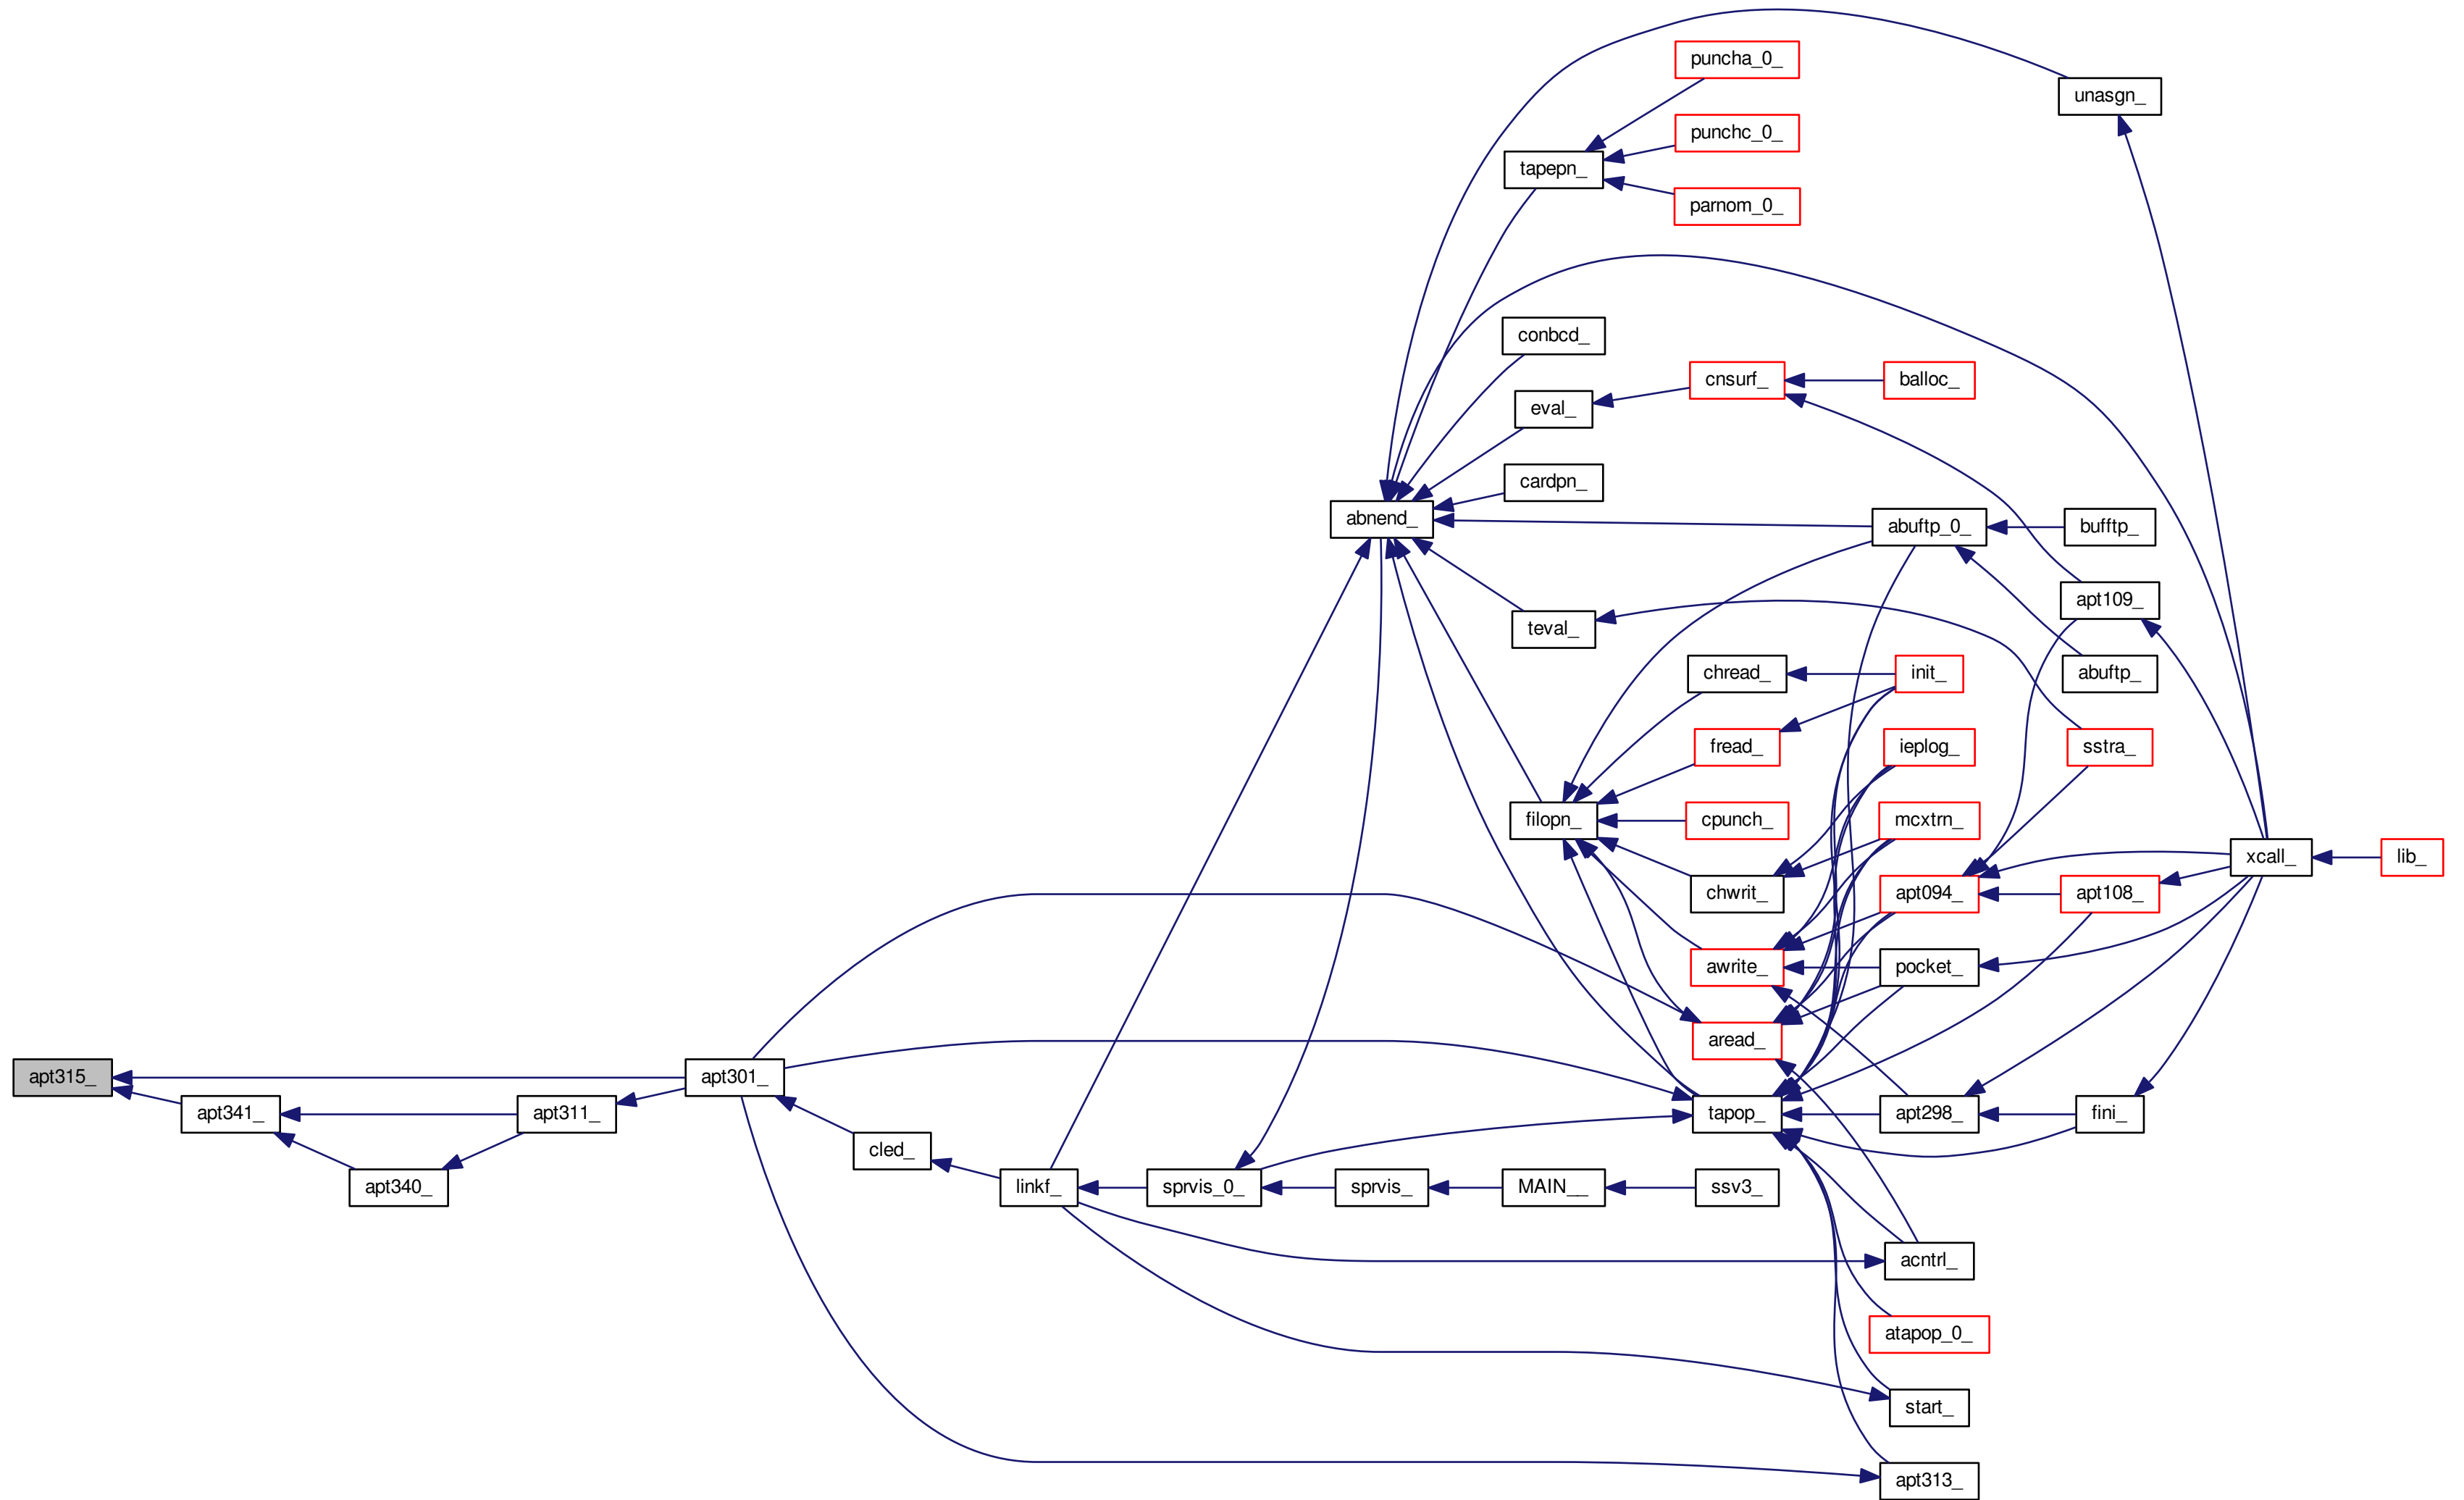 puncha_0_
unasgn_
punchc_0_
tapepn_
parnom_0_
conbcd_
cnsurf_
balloc_
eval_
cardpn_
abnend_
abuftp_0_
bufftp_
apt109_
teval_
chread_
init_
abuftp_
fread_
ieplog_
sstra_
filopn_
cpunch_
mcxtrn_
xcall_
lib_
chwrit_
apt094_
apt108_
awrite_
pocket_
aread_
apt315_
apt301_
apt341_
apt311_
tapop_
apt298_
fini_
cled_
apt340_
linkf_
sprvis_0_
sprvis_
MAIN__
ssv3_
acntrl_
atapop_0_
start_
apt313_